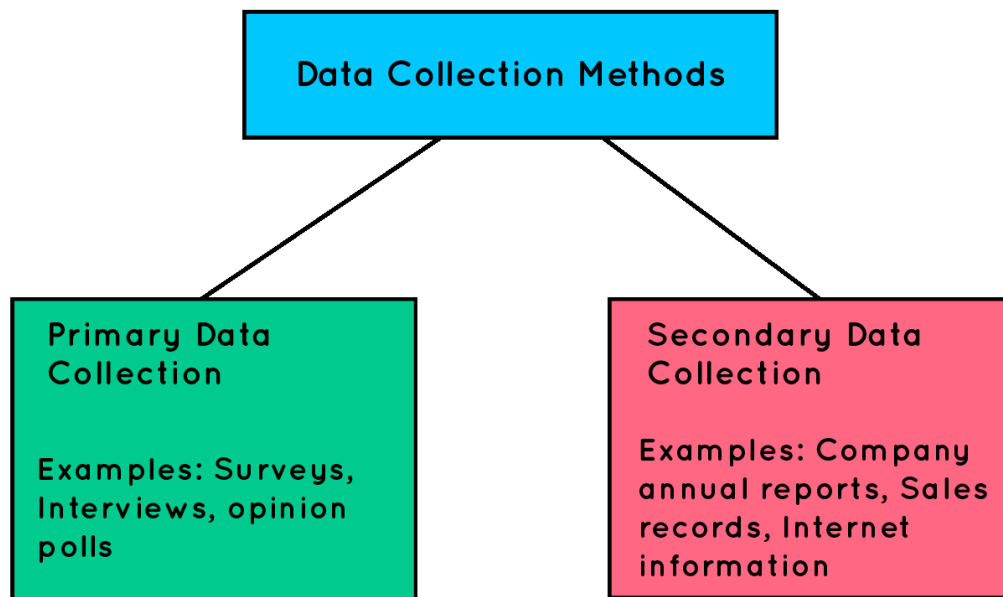 Data Collection Methods
Primary Data
Collection
Examples: Surveys,
Interviews, opinion
polls
Secondary Data
Collection
Examples: Company
annual reports, Sales
records, Internet
information